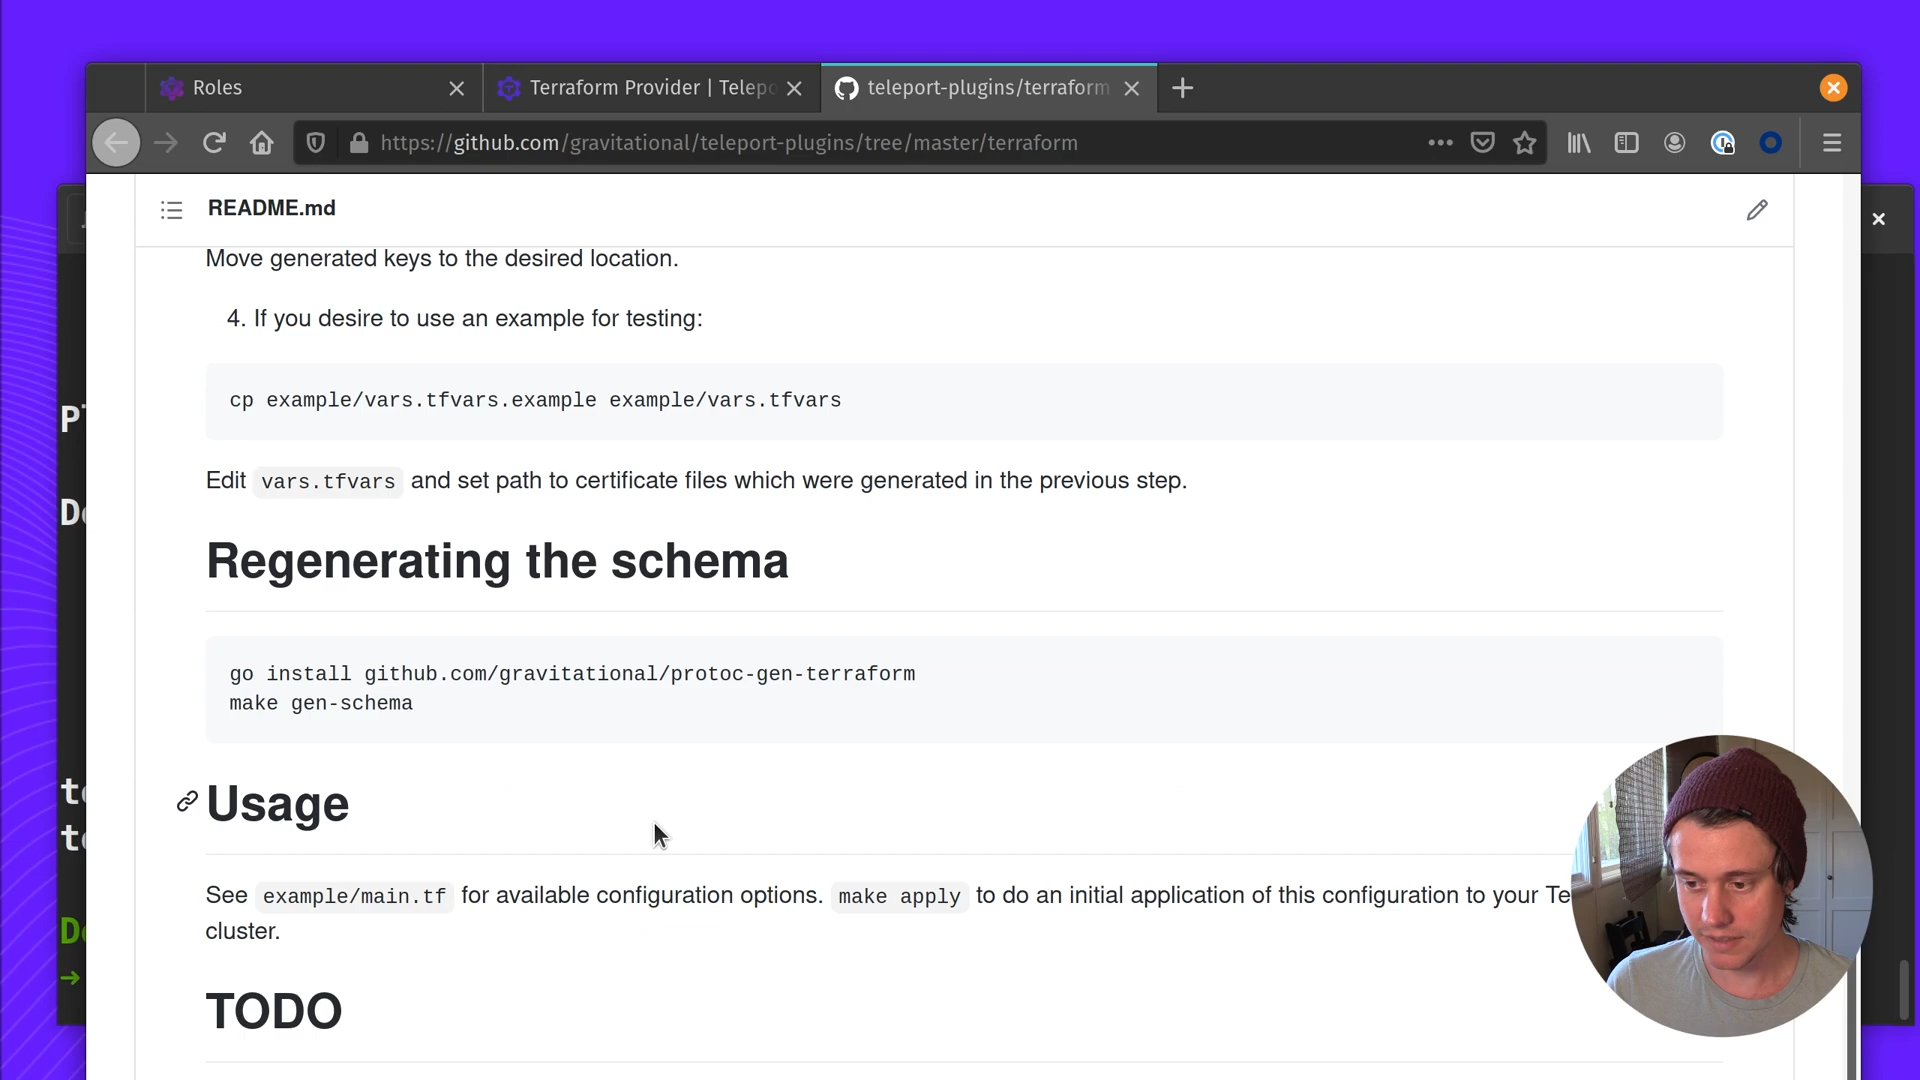 Roles
Terraform Provider | Telepo
teleport-plugins/terraform
https://github.com/gravitational/teleport-plugins/tree/master/terraform
README.md
Move generated keys to the desired location.
4. If you desire to use an example for testing:
cp example/vars.tfvars.example example/vars.tfvars
Edit vars.tfvars and set path to certificate files which were generated in the previous step.
Regenerating the schema
go install github.com/gravitational/protoc-gen-terraform
make gen-schema
Usage
See example/main.tf for available configuration options. make apply to do an initial application of this configuration to your Te
cluster.
TODO